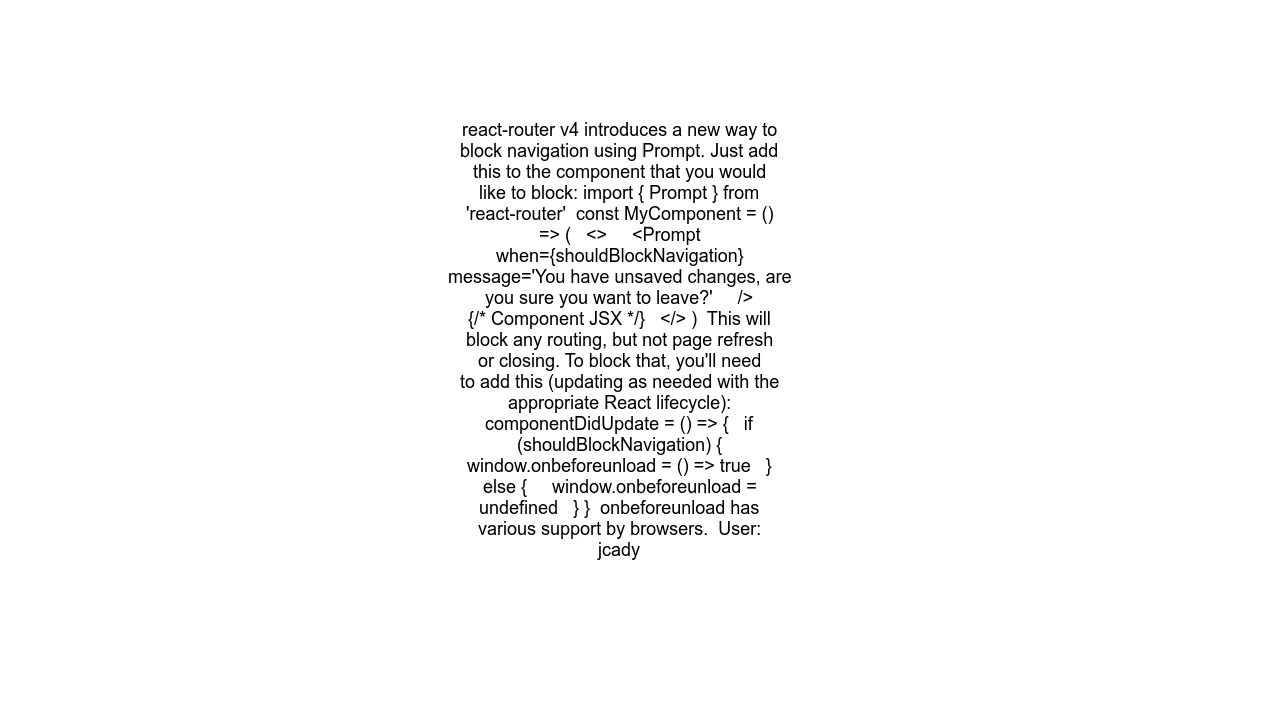 react-router v4 introduces a new way to
block navigation using Prompt. Just add
this to the component that you would
like to block: import { Prompt } from
'react-router'  const MyComponent = ()
=> (   <>     <Prompt
when={shouldBlockNavigation}
message='You have unsaved changes, are
you sure you want to leave?'     />
{/* Component JSX */}   </> )  This will
block any routing, but not page refresh
or closing. To block that, you'll need
to add this (updating as needed with the
appropriate React lifecycle):
componentDidUpdate = () => {   if
(shouldBlockNavigation) {
window.onbeforeunload = () => true   }
else {     window.onbeforeunload =
undefined   } }  onbeforeunload has
various support by browsers.  User:
jcady